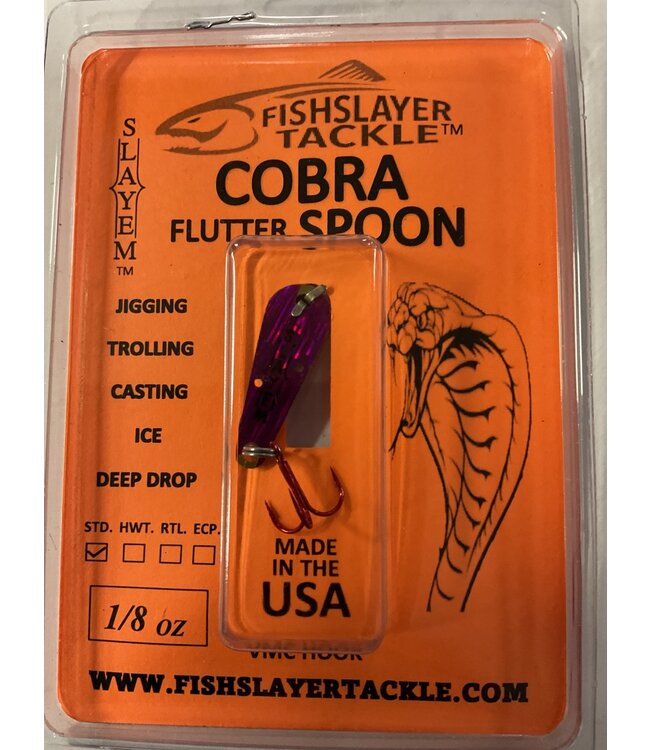 FISHSLAYER
TACKLE™
COBRA
FLUTTER SPOON
SLAYEM
™
JIGGING
TROLLING
CASTING
ICE
DEEP DROP
STD. HWT. RTL. ECP.
1/8 oz
MADE
IN THE
USA
VMC HOOK
WWW.FISHSLAYERTACKLE.COM